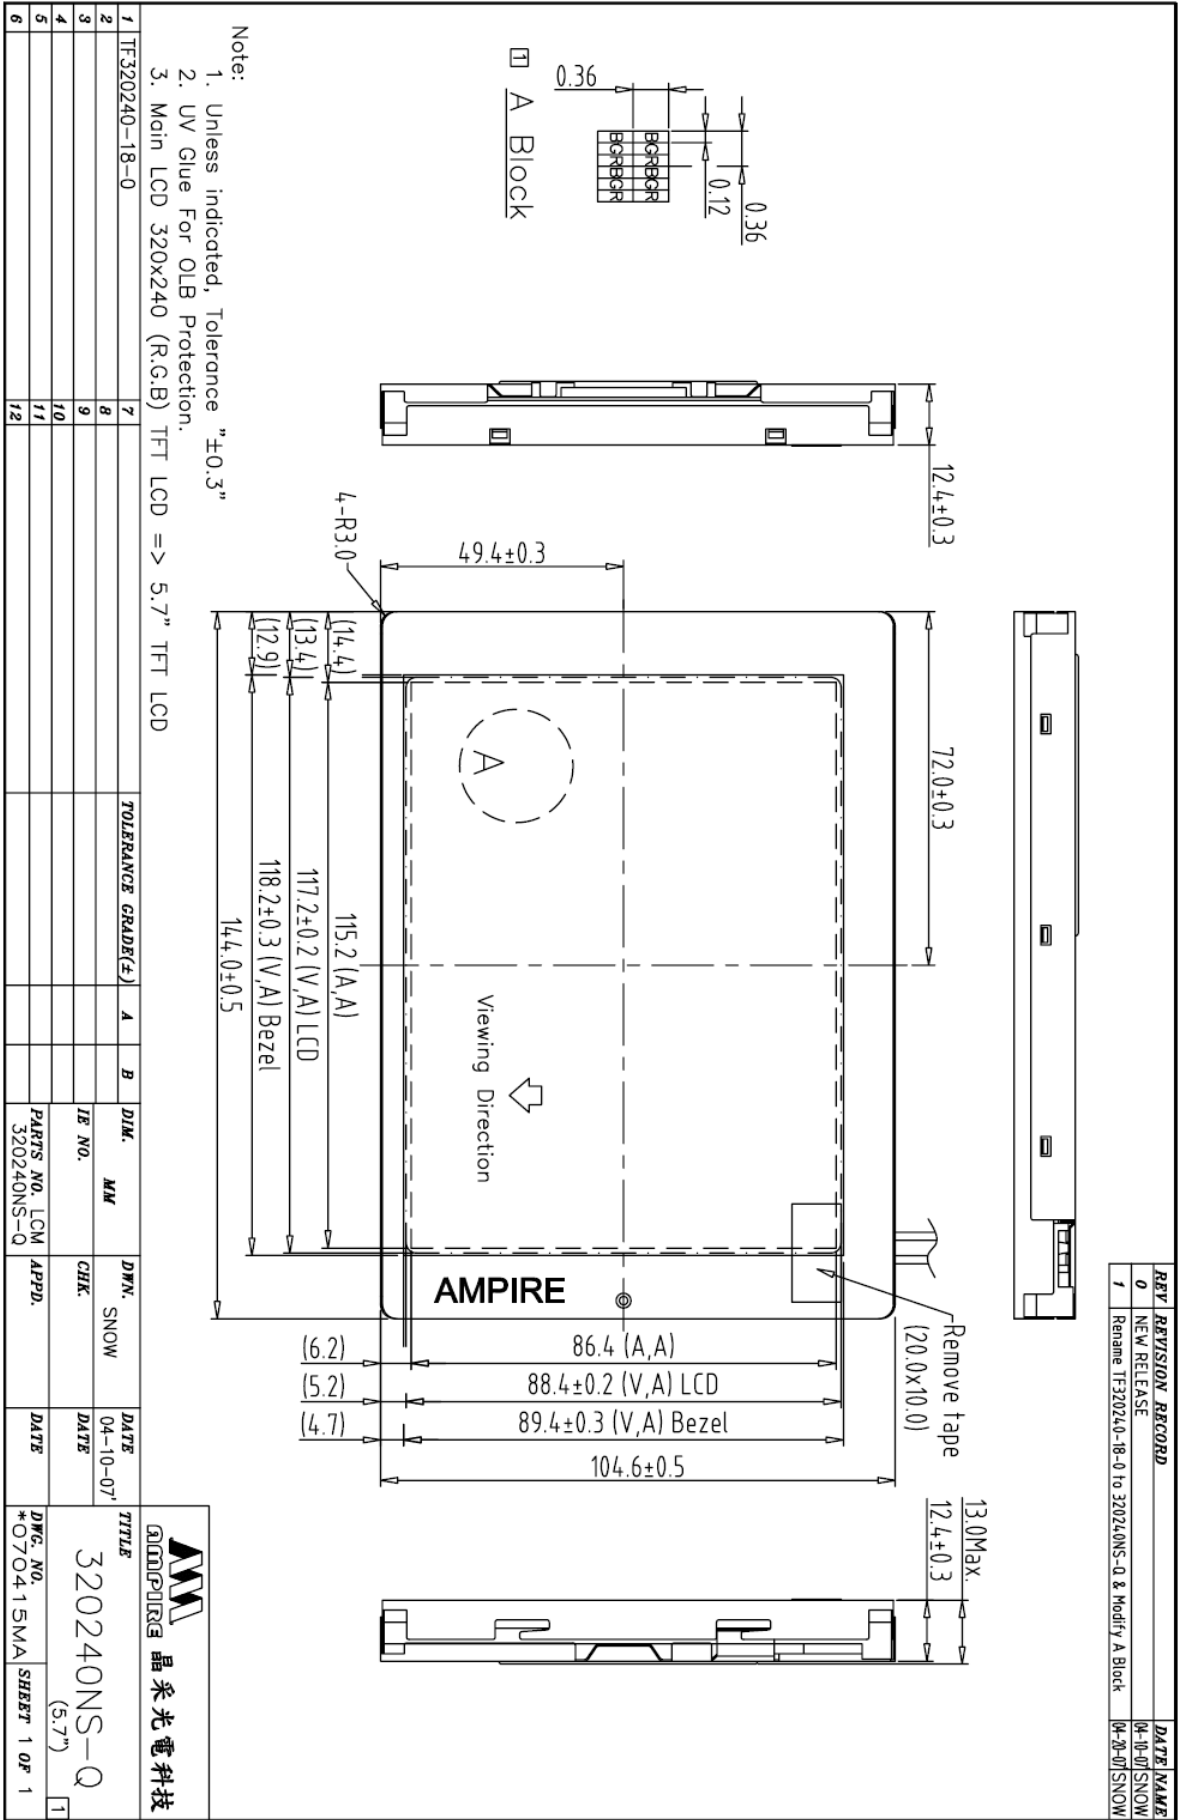 REV REVISION RECORD DATE NAME
0 NEW RELEASE 04-10-07 SNOW
1 Rename TF320240-18-0 to 320240NS-Q & Modify A Block 04-20-07 SNOW
0.36
0.12
0.36
BGRBGR
BGRBGR
1 A Block
12.4±0.3
72.0±0.3
49.4±0.3
4-R3.0
Remove tape
(20.0x10.0)
13.0Max.
12.4±0.3
A
Viewing Direction
AMPIRE
86.4 (A,A)
88.4±0.2 (V,A) LCD
89.4±0.3 (V,A) Bezel
104.6±0.5
(6.2)
(5.2)
(4.7)
(14.4)
(13.4)
(12.9)
115.2 (A,A)
117.2±0.2 (V,A) LCD
118.2±0.3 (V,A) Bezel
144.0±0.5
Note:
1. Unless indicated, Tolerance "±0.3"
2. UV Glue For OLB Protection.
3. Main LCD 320x240 (R.G.B) TFT LCD => 5.7" TFT LCD
AMPIRE 晶采光電科技
1 TF320240-18-0 7 TOLERANCE GRADE(±) A B
2 8
3 9
4 10
5 11
6 12
DIM. MM
IE NO.
PARTS NO. LCM
320240NS-Q
DWN. SNOW
CHK.
APPD.
DATE
04-10-07'
DATE
DATE
TITLE
320240NS-Q
(5.7")
1
DWG. NO.
*070415MA
SHEET 1 OF 1